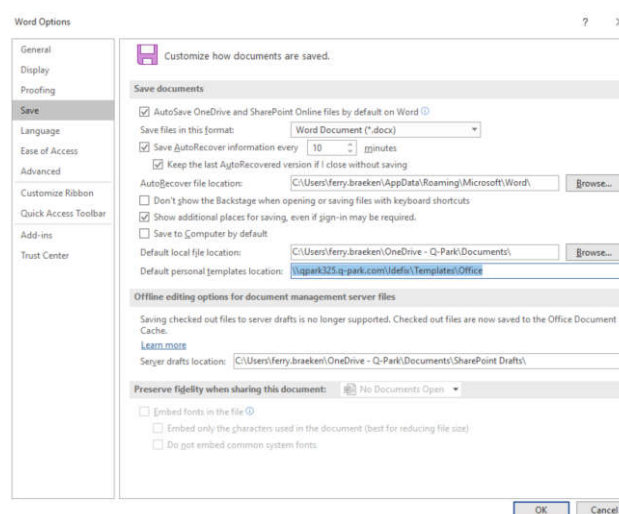 Word Options
?
General
Display
Proofing
Save
Language
Ease of Access
Advanced
Customize Ribbon
Quick Access Toolbar
Add-ins
Trust Center
Customize how documents are saved.
Save documents
AutoSave OneDrive and SharePoint Online files by default on Word
Save files in this format: Word Document (*.docx)
Save AutoRecover information every 10 minutes
Keep the last AutoRecovered version if I close without saving
AutoRecover file location: C:\Users\ferry.braeken\AppData\Roaming\Microsoft\Word\ Browse...
Don't show the Backstage when opening or saving files with keyboard shortcuts
Show additional places for saving, even if sign-in may be required.
Save to Computer by default
Default local file location: C:\Users\ferry.braeken\OneDrive - Q-Park\Documents\ Browse...
Default personal templates location: \\qpark325.q-park.com\Idefix\Templates\Office
Offline editing options for document management server files
Saving checked out files to server drafts is no longer supported. Checked out files are now saved to the Office Document
Cache.
Learn more
Server drafts location: C:\Users\ferry.braeken\OneDrive - Q-Park\Documents\SharePoint Drafts\
Preserve fidelity when sharing this document: No Documents Open
Embed fonts in the file
Embed only the characters used in the document (best for reducing file size)
Do not embed common system fonts
OK Cancel